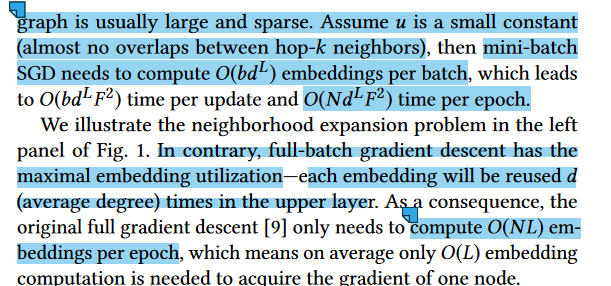 graph is usually large and sparse. Assume u is a small constant
(almost no overlaps between hop-k neighbors), then mini-batch
SGD needs to compute O(bd^L) embeddings per batch, which leads
to O(bd^L F^2) time per update and O(Nd^L F^2) time per epoch.
We illustrate the neighborhood expansion problem in the left
panel of Fig. 1. In contrary, full-batch gradient descent has the
maximal embedding utilization—each embedding will be reused d
(average degree) times in the upper layer. As a consequence, the
original full gradient descent [9] only needs to compute O(NL) em-
beddings per epoch, which means on average only O(L) embedding
computation is needed to acquire the gradient of one node.